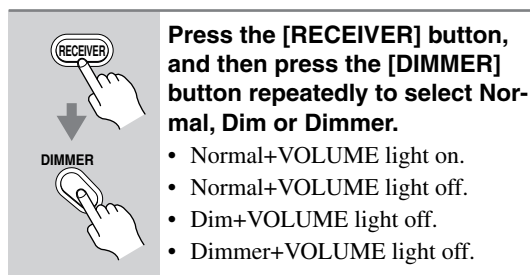 RECEIVER
DIMMER
Press the [RECEIVER] button,
and then press the [DIMMER]
button repeatedly to select Nor-
mal, Dim or Dimmer.
• Normal+VOLUME light on.
• Normal+VOLUME light off.
• Dim+VOLUME light off.
• Dimmer+VOLUME light off.